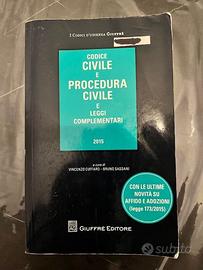 I CODICI D'UDIENZA GIUFFRÈ
CODICE
CIVILE
E
PROCEDURA
CIVILE
E
LEGGI
COMPLEMENTARI
2015
a cura di
VINCENZO CUFFARO - BRUNO SASSANI
CON LE ULTIME
NOVITÀ SU
AFFIDO E ADOZIONI
(legge 173/2015)
GIUFFRÈ EDITORE
subito